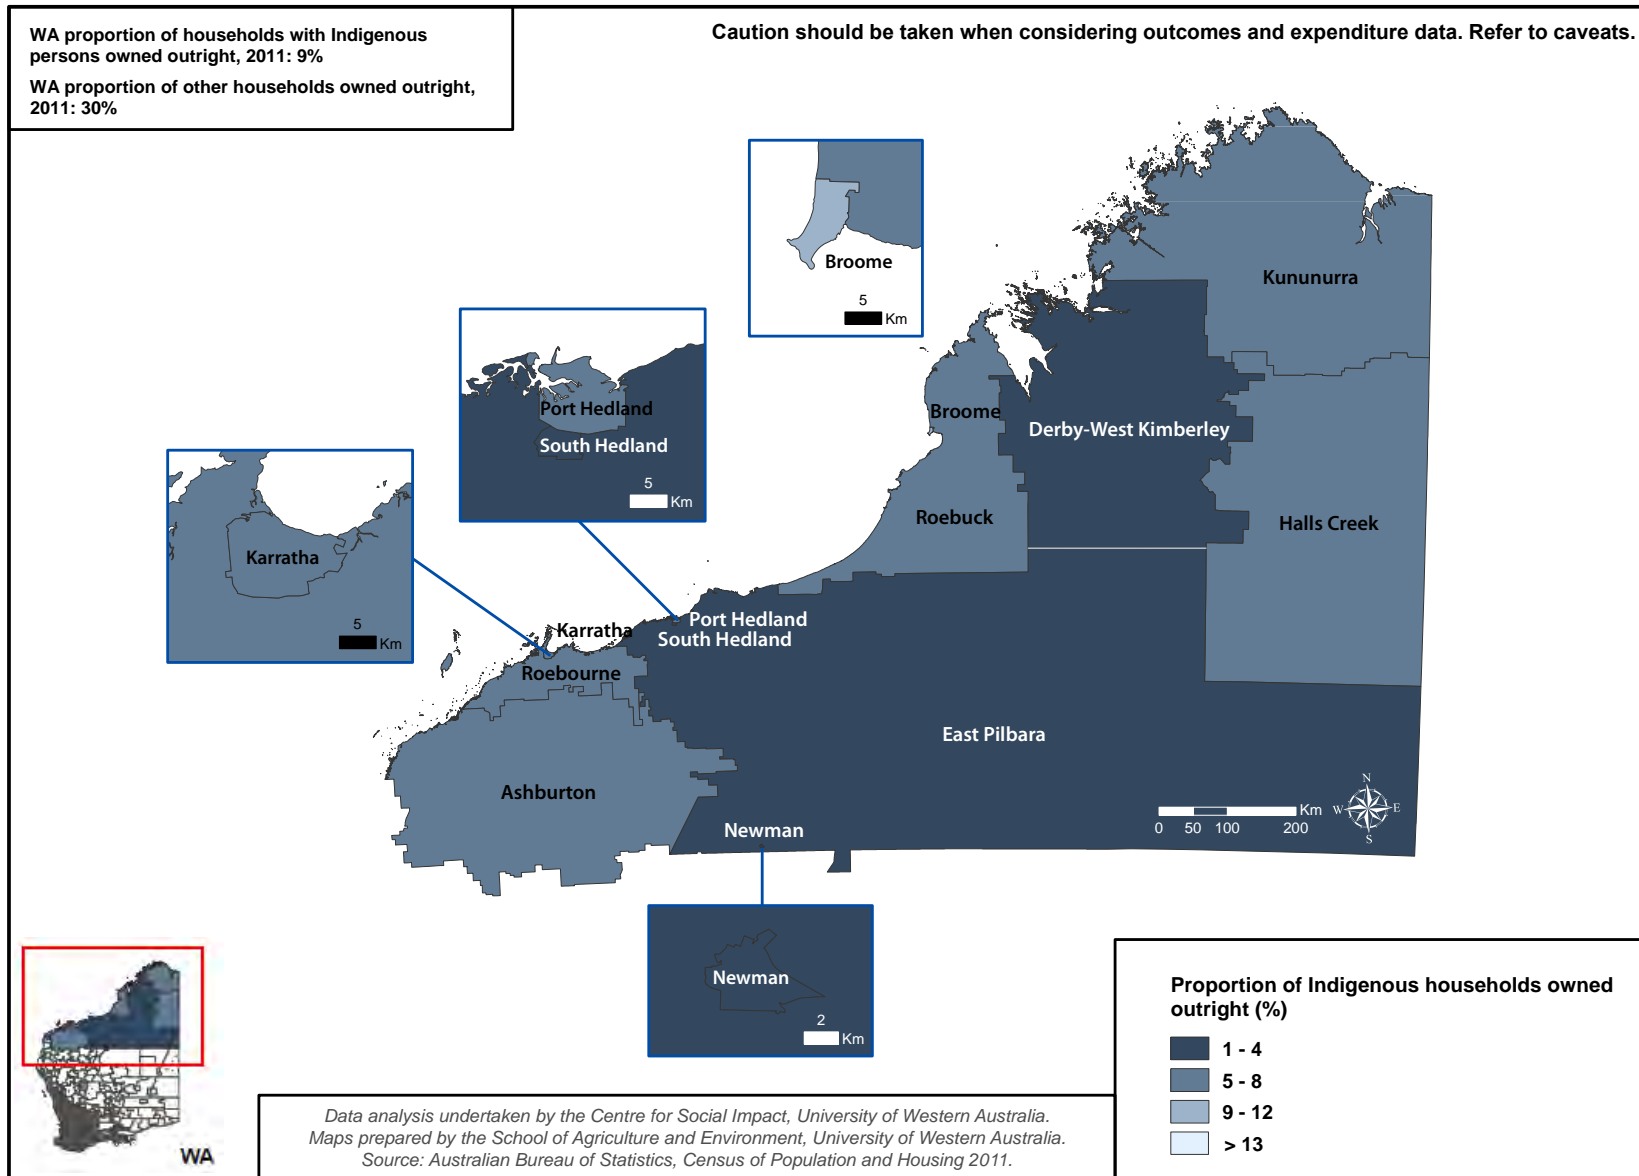 WA proportion of households with Indigenous
persons owned outright, 2011: 9%
WA proportion of other households owned outright,
2011: 30%
Caution should be taken when considering outcomes and expenditure data. Refer to caveats.
Broome
5
Km
Kununurra
Port Hedland
South Hedland
5
Km
Broome
Derby-West Kimberley
Roebuck
Halls Creek
Karratha
5
Km
Karratha
Port Hedland
South Hedland
Roebourne
East Pilbara
Ashburton
Newman
Km
0 50 100 200
N
W E
S
Newman
2
Km
WA
Proportion of Indigenous households owned
outright (%)
1 - 4
5 - 8
9 - 12
> 13
Data analysis undertaken by the Centre for Social Impact, University of Western Australia.
Maps prepared by the School of Agriculture and Environment, University of Western Australia.
Source: Australian Bureau of Statistics, Census of Population and Housing 2011.